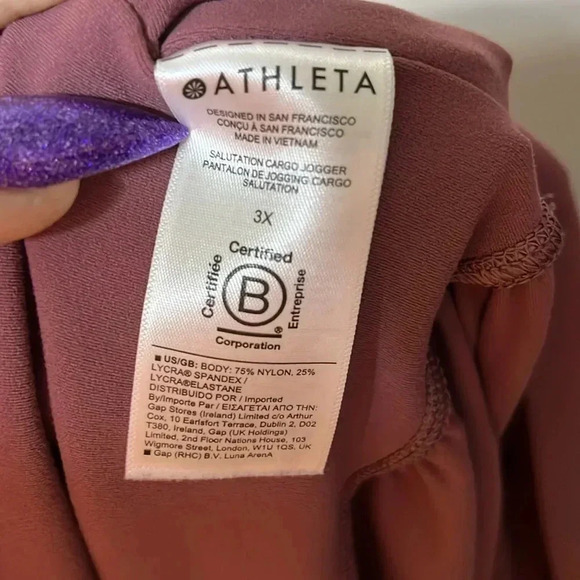 ATHLETA
DESIGNED IN SAN FRANCISCO
CONÇU À SAN FRANCISCO
MADE IN VIETNAM
SALUTATION CARGO JOGGER
PANTALON DE JOGGING CARGO
SALUTATION
3X
Certified
Certifiée
B
Entreprise
Corporation
■ US/GB: BODY: 75% NYLON, 25%
LYCRA® SPANDEX /
LYCRA®ELASTANE
DISTRIBUIDO POR / Imported
By/Importe Par / ΕΙΣΑΓΕΤΑΙ ΑΠΟ ΤΗΝ:
Gap Stores (Ireland) Limited c/o Arthur
Cox, 10 Earlsfort Terrace, Dublin 2, D02
T380, Ireland, Gap (UK Holdings)
Limited, 2nd Floor Nations House, 103
Wigmore Street, London, W1U 1QS. UK
■ Gap (RHC) B.V. Luna ArenA